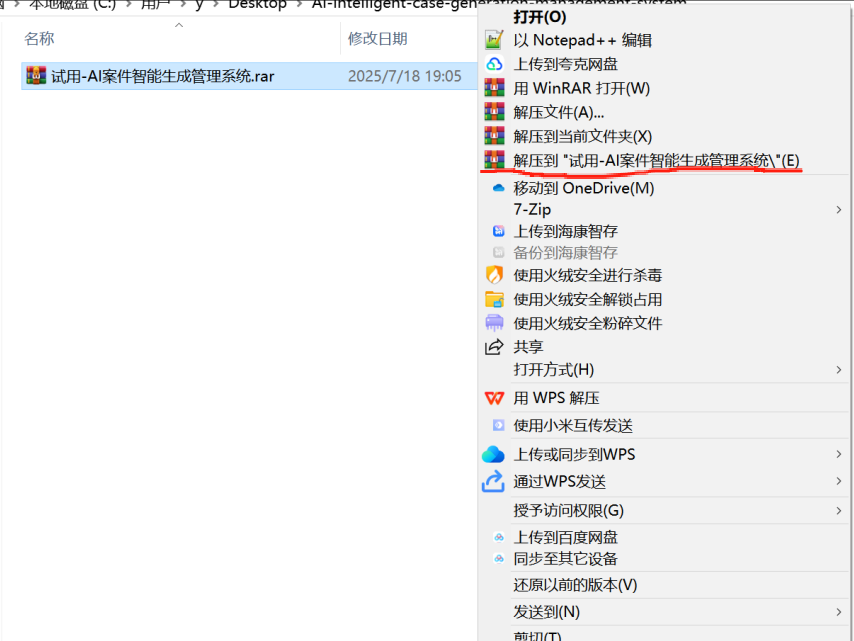 本地磁盘 (C:) > 用户 > y > Desktop > AI-intelligent-case-generation-management-system
名称 修改日期
试用-AI案件智能生成管理系统.rar 2025/7/18 19:05
打开(O)
以 Notepad++ 编辑
上传到夸克网盘
用 WinRAR 打开(W)
解压文件(A)...
解压到当前文件夹(X)
解压到 "试用-AI案件智能生成管理系统\"(E)
移动到 OneDrive(M)
7-Zip
上传到海康智存
备份到海康智存
使用火绒安全进行杀毒
使用火绒安全解锁占用
使用火绒安全粉碎文件
共享
打开方式(H)
用 WPS 解压
使用小米互传发送
上传或同步到WPS
通过WPS发送
授予访问权限(G)
上传到百度网盘
同步至其它设备
还原以前的版本(V)
发送到(N)
剪切(T)